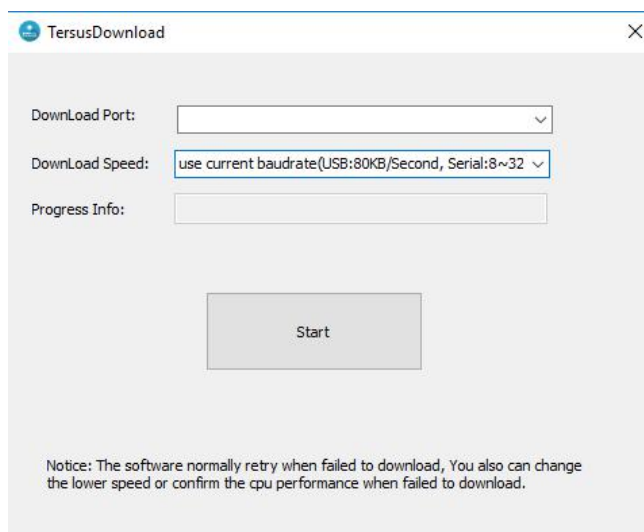 TersusDownload
DownLoad Port:
DownLoad Speed: use current baudrate(USB:80KB/Second, Serial:8~32
Progress Info:
Start
Notice: The software normally retry when failed to download, You also can change
the lower speed or confirm the cpu performance when failed to download.